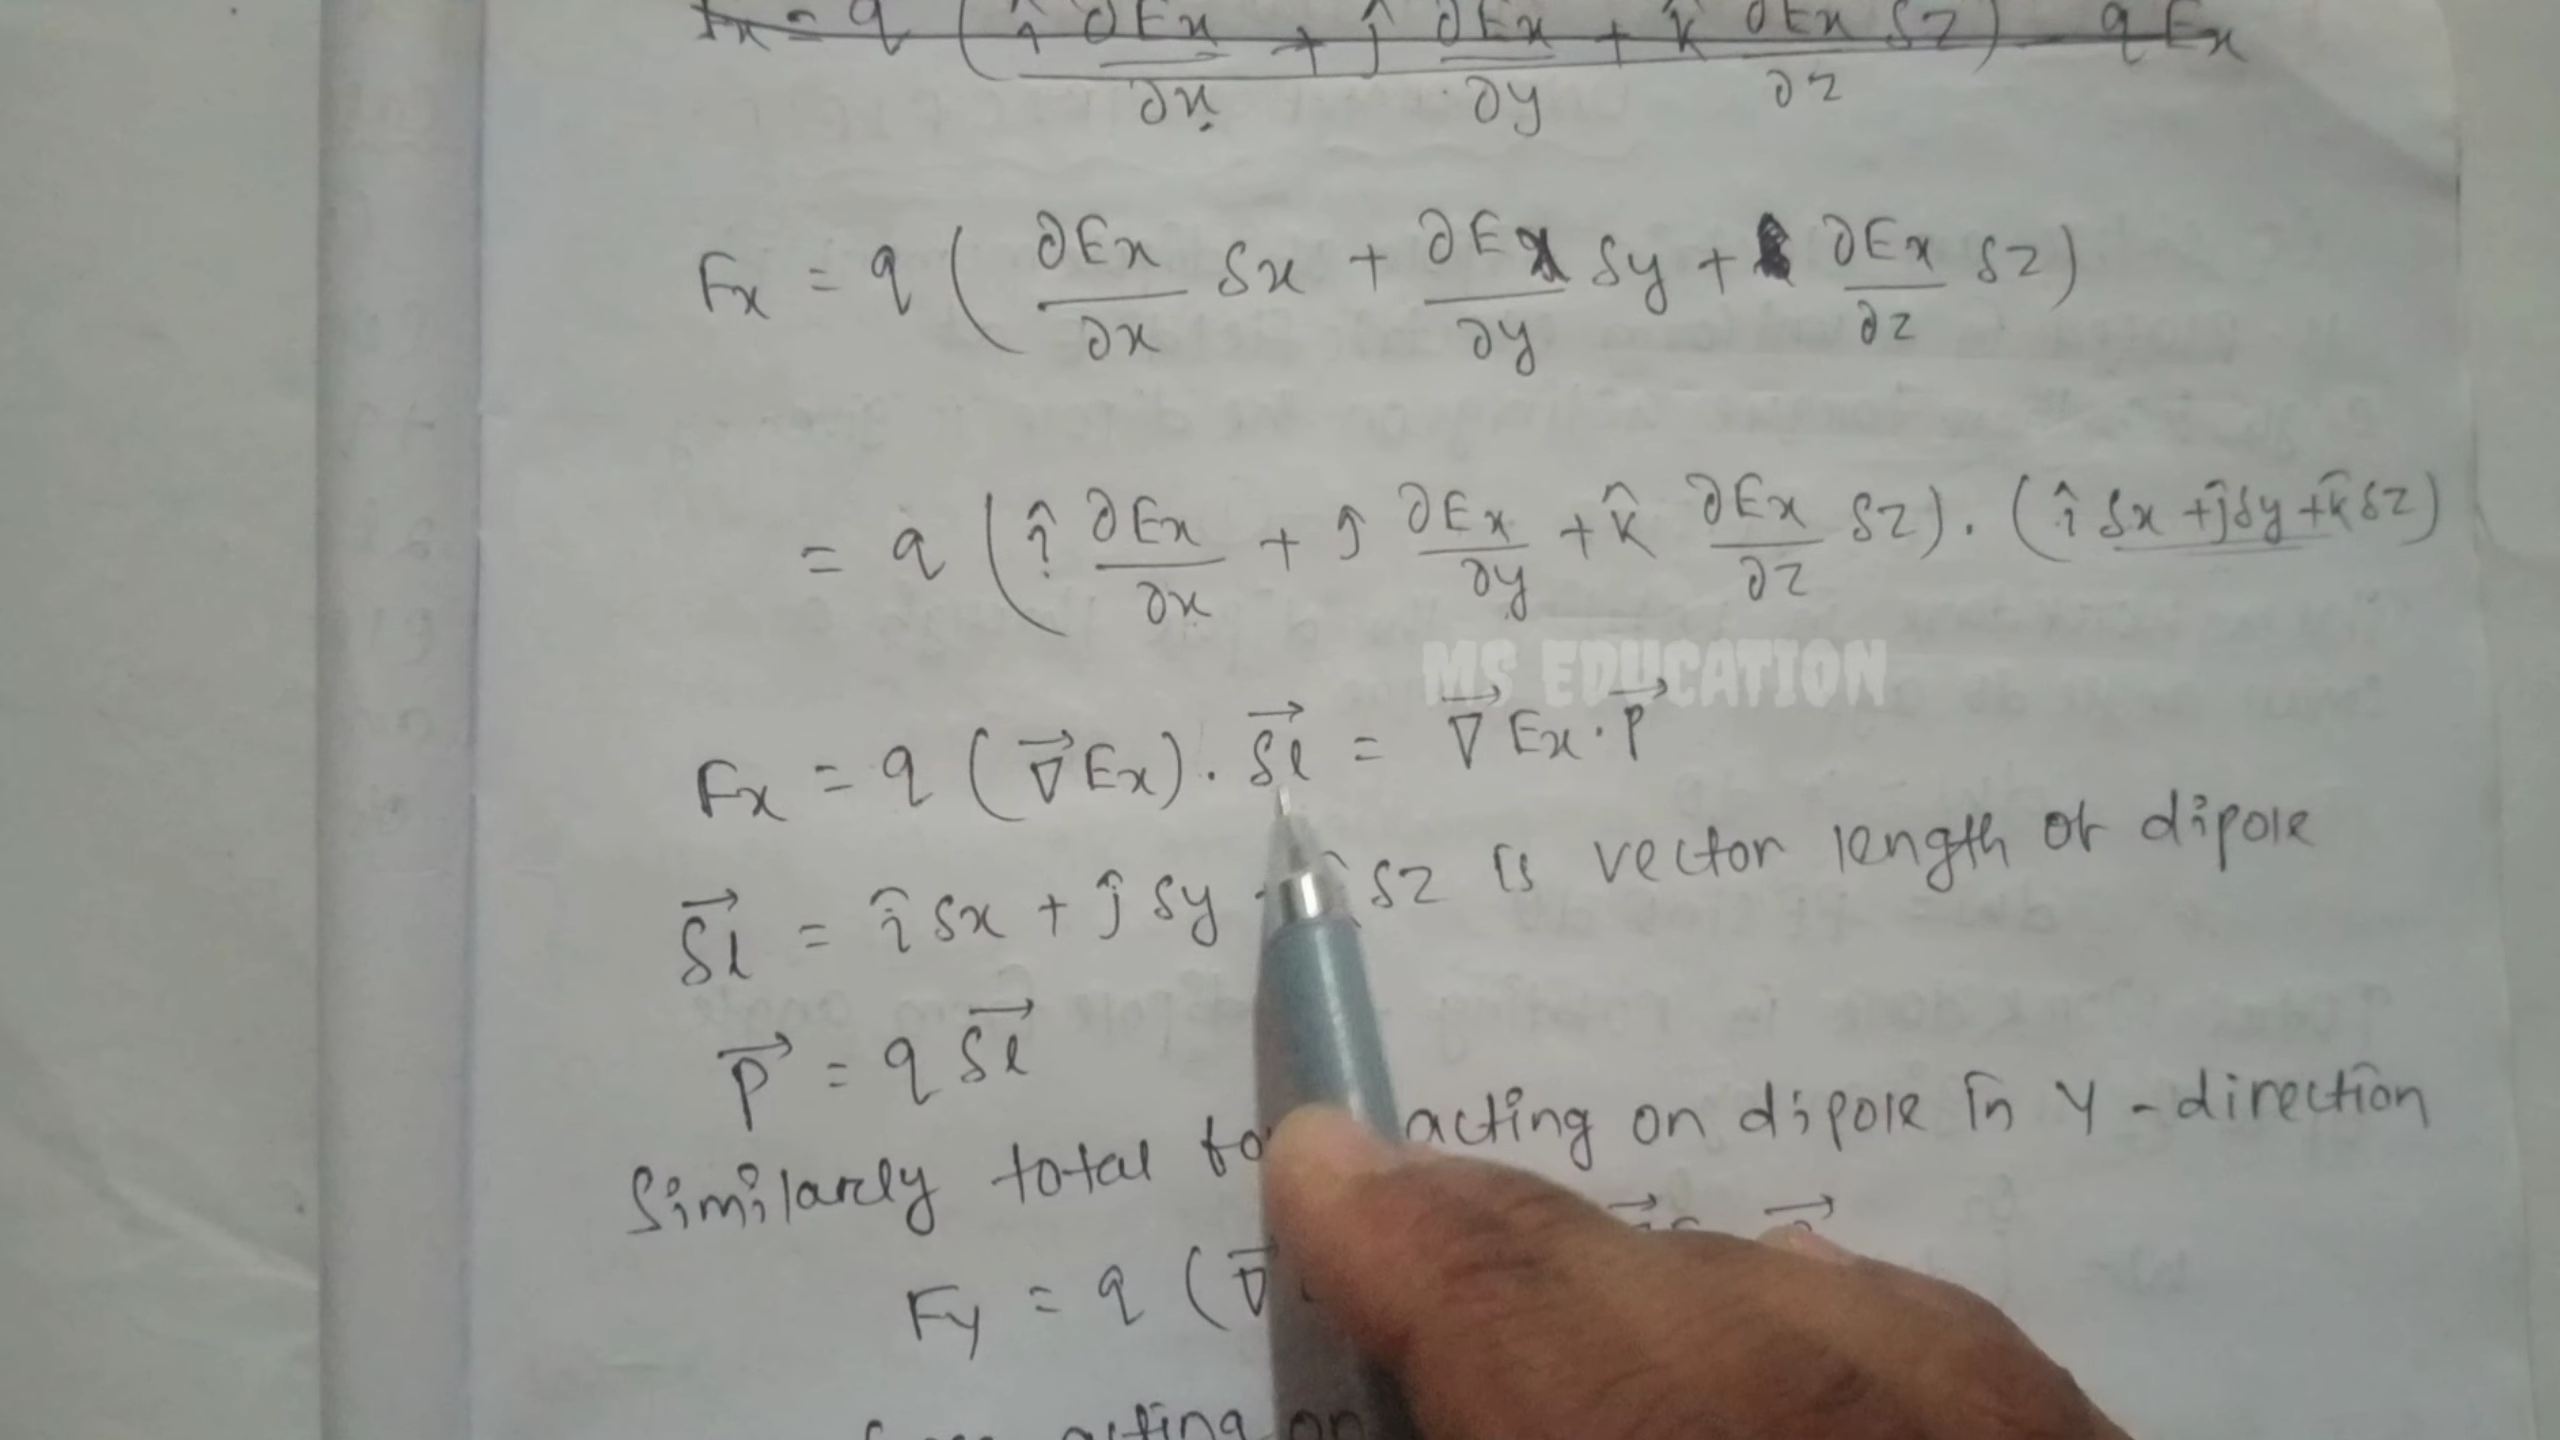 Fx = q (î ∂Ex/∂x + ĵ ∂Ex/∂y + k̂ ∂Ex/∂z δz) - qEx
Fx = q (∂Ex/∂x δx + ∂Ex/∂y δy + ∂Ex/∂z δz)
= q (î ∂Ex/∂x + ĵ ∂Ex/∂y + k̂ ∂Ex/∂z δz) . (î δx + ĵ δy + k̂ δz)
MS EDUCATION
Fx = q (∇⃗Ex) . δl⃗ = ∇⃗Ex . P⃗
δl⃗ = î δx + ĵ δy δz is vector length of dipole
P⃗ = q δl⃗
Similarly total acting on dipole in Y-direction
Fy = q (∇⃗
acting on